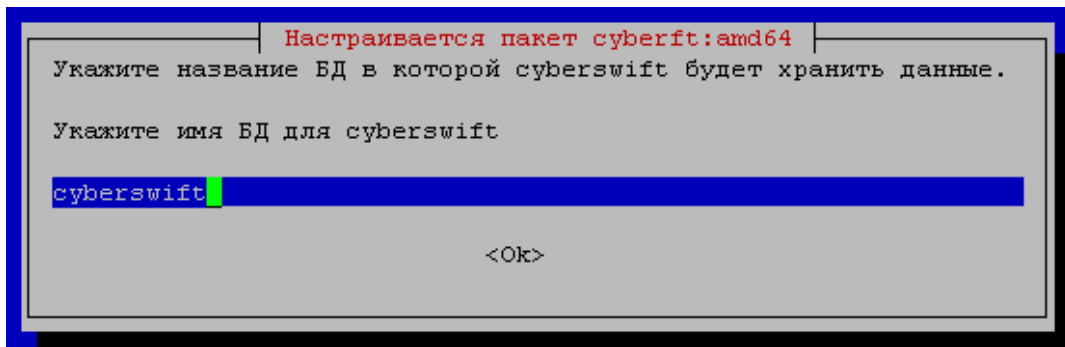 Настраивается пакет cyberft:amd64
Укажите название БД в которой cyberswift будет хранить данные.
Укажите имя БД для cyberswift
cyberswift
<Ok>